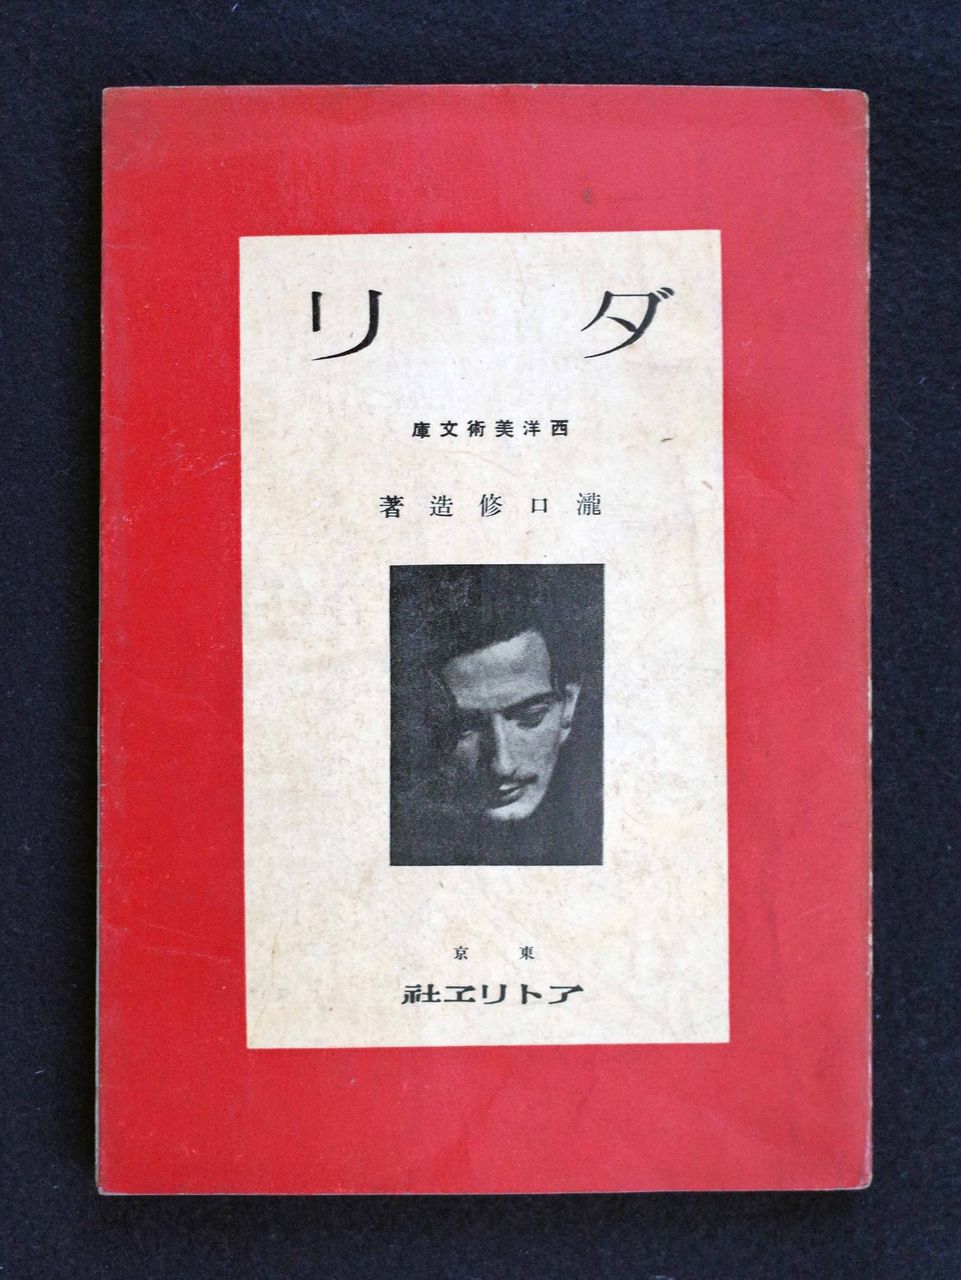 ダリ
西洋美術文庫
瀧口修造著
東京
アトリヱ社